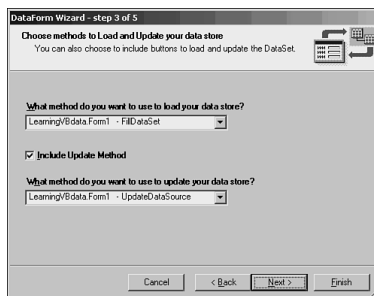 DataForm Wizard - step 3 of 5
Choose methods to Load and Update your data store
You can also choose to include buttons to load and update the DataSet.
What method do you want to use to load your data store?
LearningVBdata.Form1 - FillDataSet
Include Update Method
What method do you want to use to update your data store?
LearningVBdata.Form1 - UpdateDataSource
Cancel < Back Next > Finish